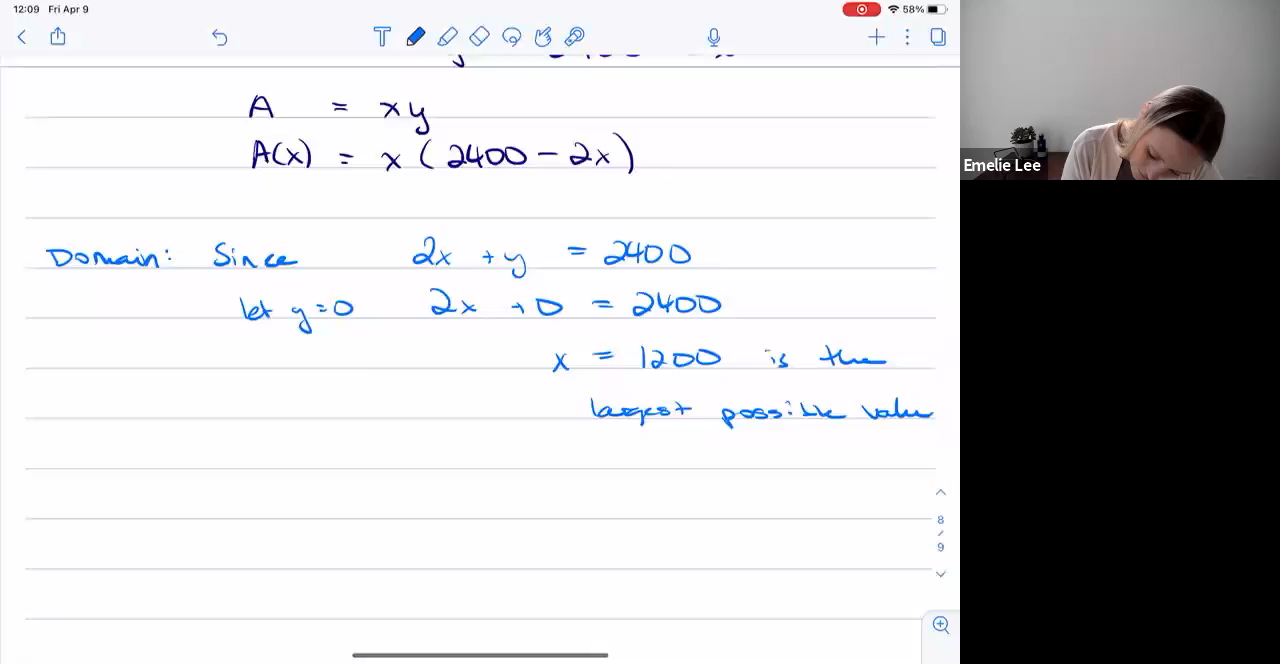 12:09 Fri Apr 9
58%
A = xy
A(x) = x (2400 - 2x)
Domain: Since 2x + y = 2400
let y = 0 2x + 0 = 2400
x = 1200 is the
largest possible value
8
/
9
Emelie Lee